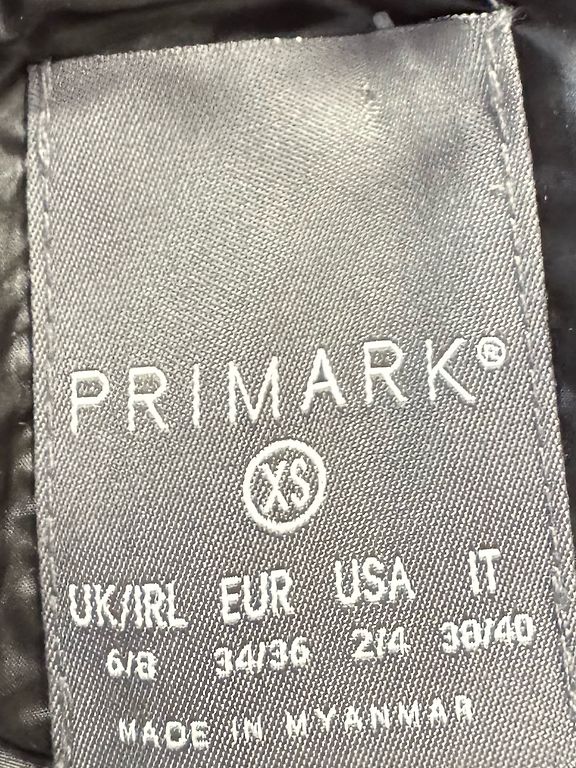 PRIMARK®
XS
UK/IRL EUR USA IT
6/8 34/36 2/4 38/40
MADE IN MYANMAR